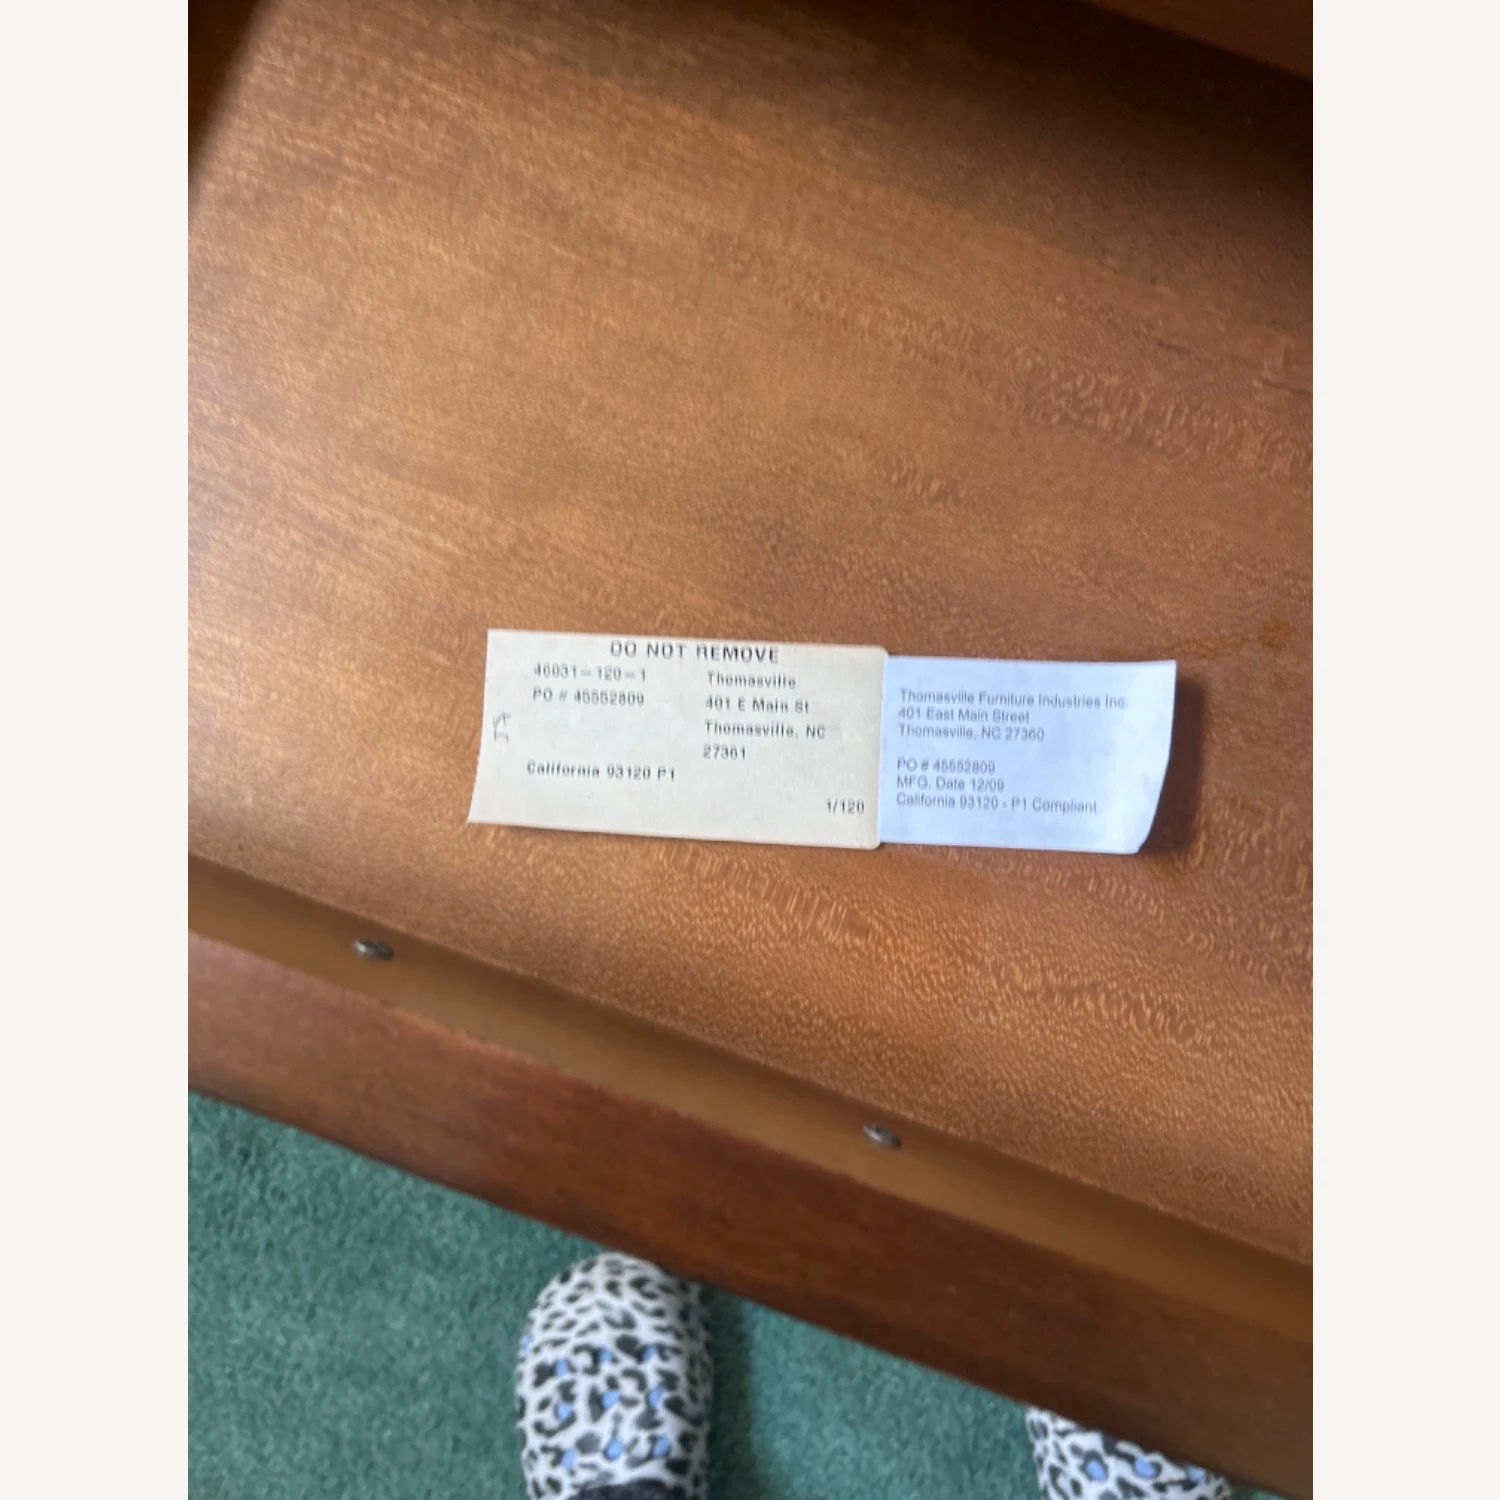 DO NOT REMOVE
46031-120-1
PO # 45552809
California 93120 P1
Thomasville
401 E Main St
Thomasville, NC
27361
1/120
Thomasville Furniture Industries Inc.
401 East Main Street
Thomasville, NC 27360
PO # 45552809
MFG. Date 12/09
California 93120 - P1 Compliant